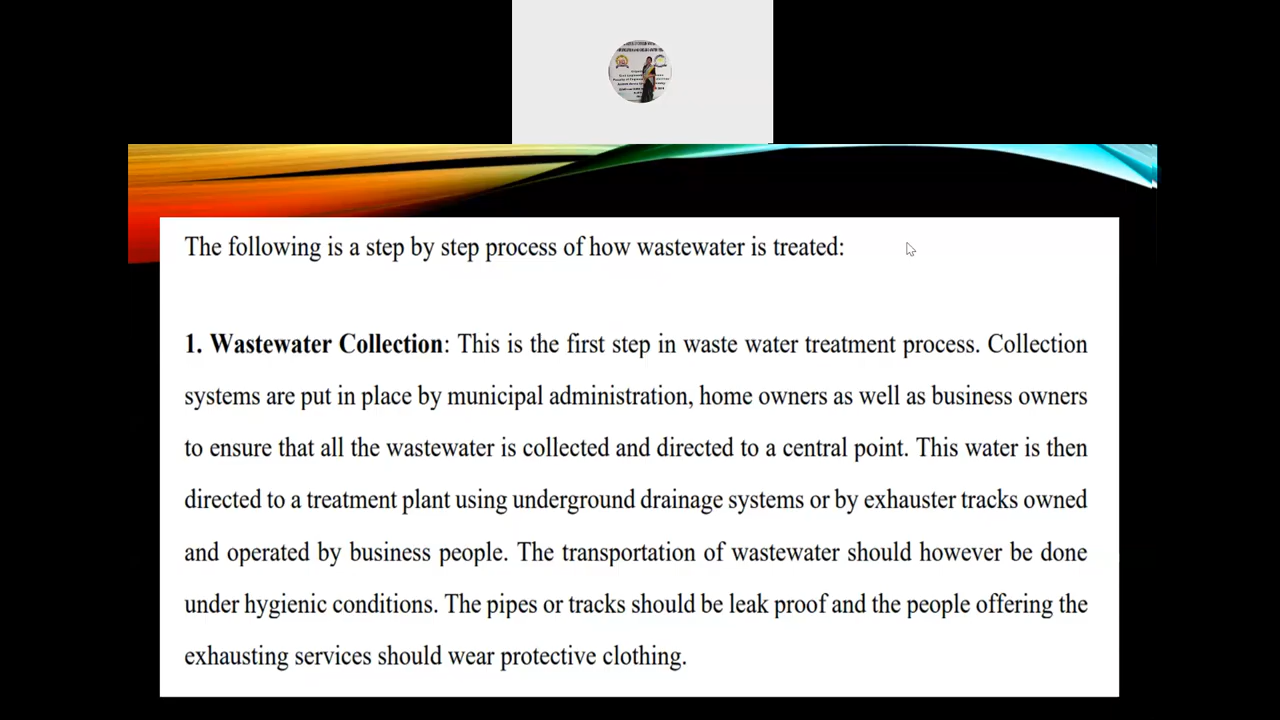 The following is a step by step process of how wastewater is treated:
1. Wastewater Collection: This is the first step in waste water treatment process. Collection
systems are put in place by municipal administration, home owners as well as business owners
to ensure that all the wastewater is collected and directed to a central point. This water is then
directed to a treatment plant using underground drainage systems or by exhauster tracks owned
and operated by business people. The transportation of wastewater should however be done
under hygienic conditions. The pipes or tracks should be leak proof and the people offering the
exhausting services should wear protective clothing.